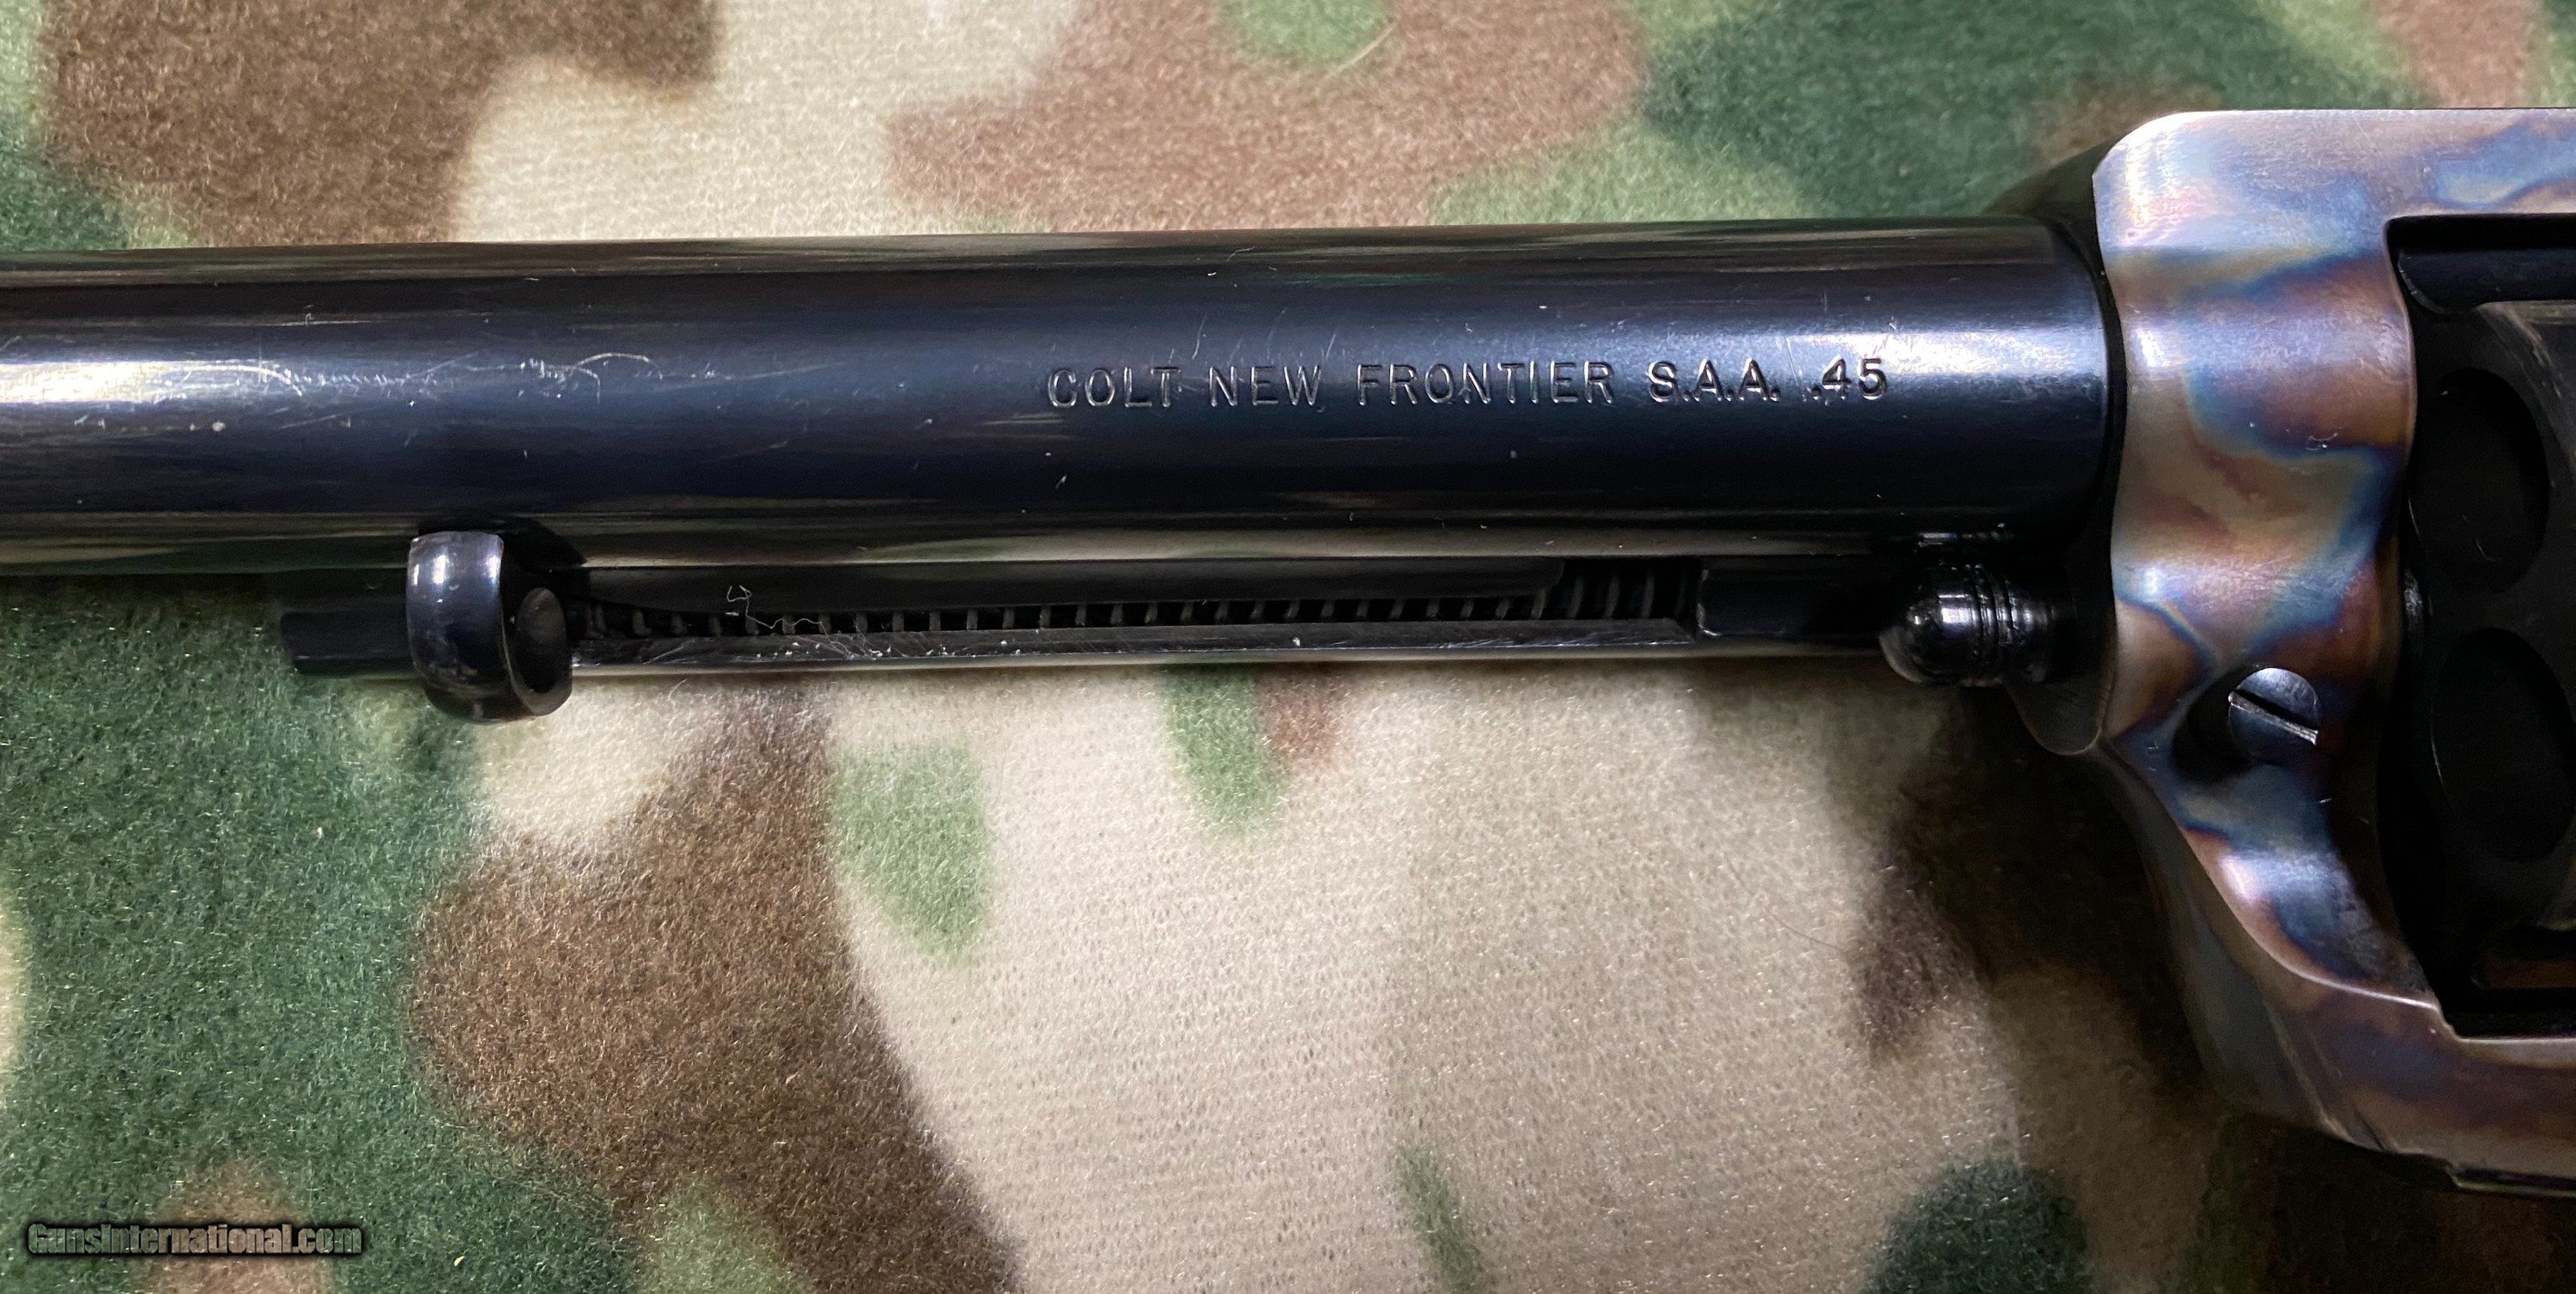 COLT NEW FRONTIER S.A.A. .45
GunsInternational.com